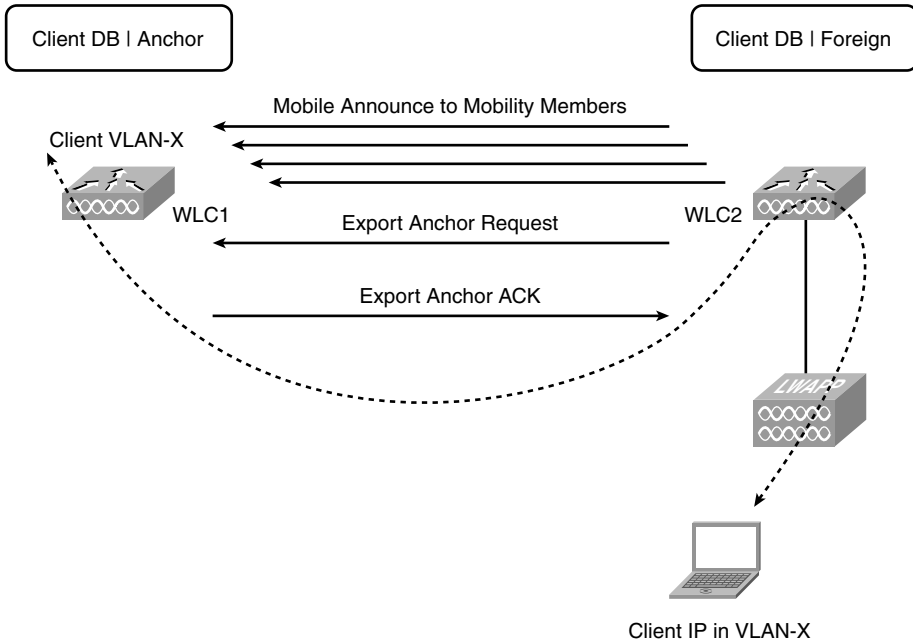 Client DB | Anchor
Client DB | Foreign
Mobile Announce to Mobility Members
Client VLAN-X
WLC1
WLC2
Export Anchor Request
Export Anchor ACK
LWAPP
Client IP in VLAN-X